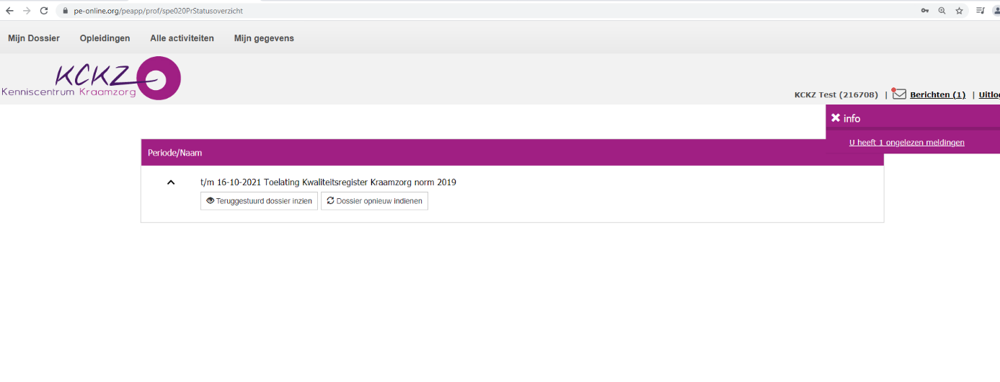 pe-online.org/peapp/prof/spe020PrStatusoverzicht
Mijn Dossier Opleidingen Alle activiteiten Mijn gegevens
KCKZ
Kenniscentrum Kraamzorg
KCKZ Test (216708) | Berichten (1) | Uitlog
info
U heeft 1 ongelezen meldingen
Periode/Naam
t/m 16-10-2021 Toelating Kwaliteitsregister Kraamzorg norm 2019
Teruggestuurd dossier inzien Dossier opnieuw indienen